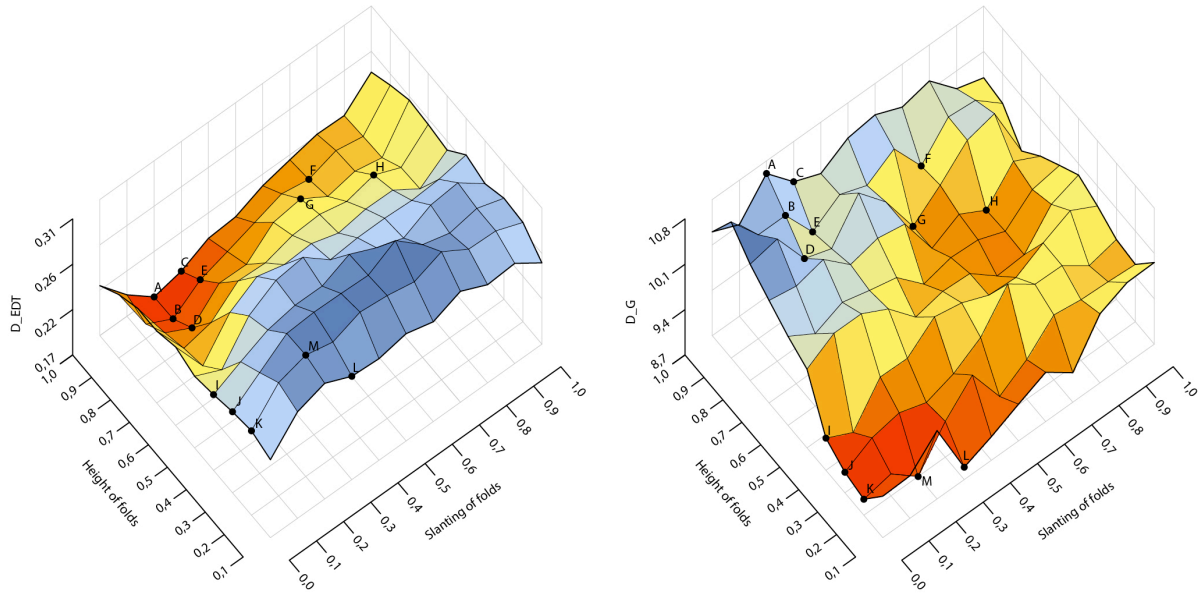 F
H
G
C
E
A
B
D
M
L
I
J
K
0,31
0,26
0,22
0,17
D_EDT
1,0
0,9
0,8
0,7
0,6
0,5
0,4
0,3
0,2
0,1
Height of folds
0,0
0,1
0,2
0,3
0,4
0,5
0,6
0,7
0,8
0,9
1,0
Slanting of folds
A
C
F
B
E
G
H
D
I
J
K
M
L
10,8
10,1
9,4
8,7
D_G
1,0
0,9
0,8
0,7
0,6
0,5
0,4
0,3
0,2
0,1
Height of folds
0,0
0,1
0,2
0,3
0,4
0,5
0,6
0,7
0,8
0,9
1,0
Slanting of folds